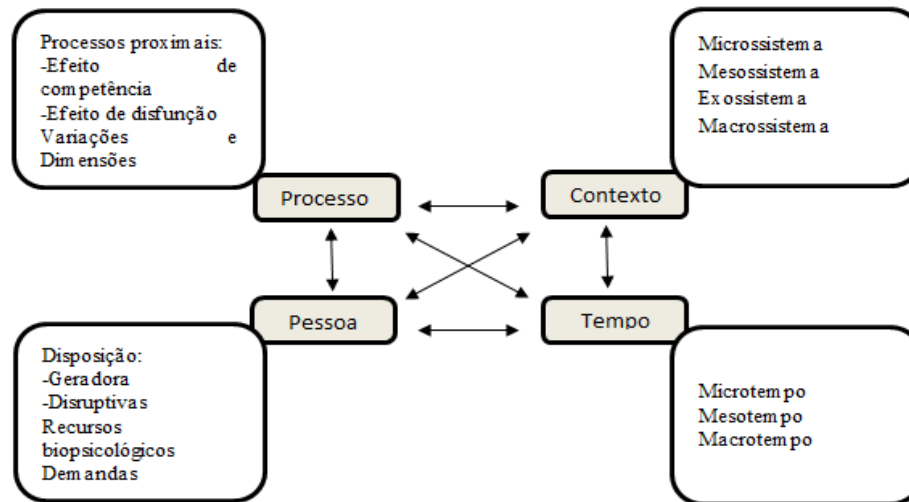 Processos proximais:
-Efeito de
competência
-Efeito de disfunção
Variações e
Dimensões
Microssistema
Mesossistema
Exossistema
Macrossistema
Processo
Contexto
Pessoa
Tempo
Disposição:
-Geradora
-Disruptivas
Recursos
biopsicológicos
Demandas
Microtempo
Mesotempo
Macrotempo